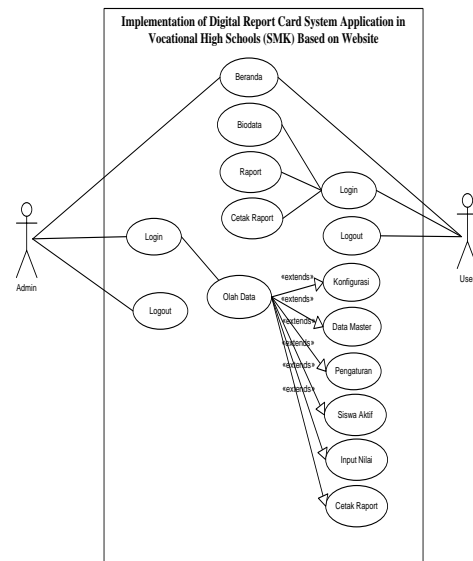 Implementation of Digital Report Card System Application in
Vocational High Schools (SMK) Based on Website
Beranda
Biodata
Raport
Cetak Raport
Login
Logout
Admin
Login
Logout
Olah Data
User
«extends»
Konfigurasi
«extends»
Data Master
«extends»
Pengaturan
«extends»
Siswa Aktif
«extends»
Input Nilai
«extends»
Cetak Raport